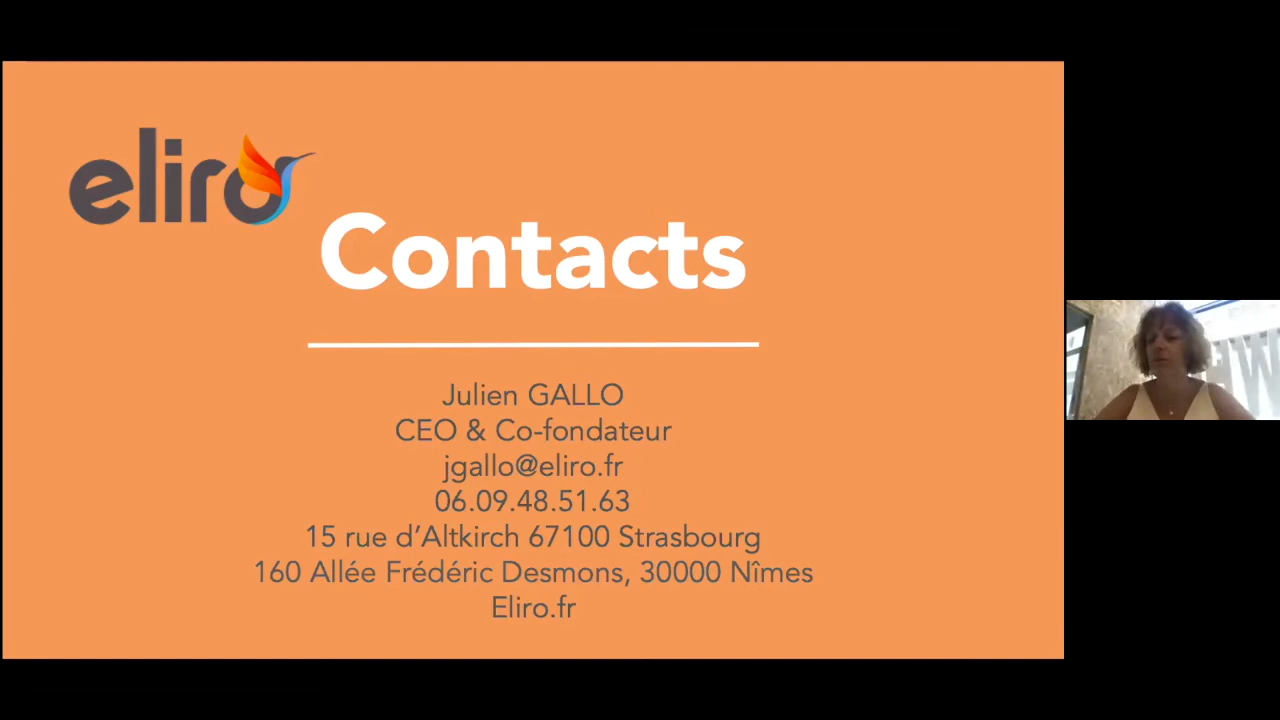 eliro
Contacts
Julien GALLO
CEO & Co-fondateur
jgallo@eliro.fr
06.09.48.51.63
15 rue d’Altkirch 67100 Strasbourg
160 Allée Frédéric Desmons, 30000 Nîmes
Eliro.fr